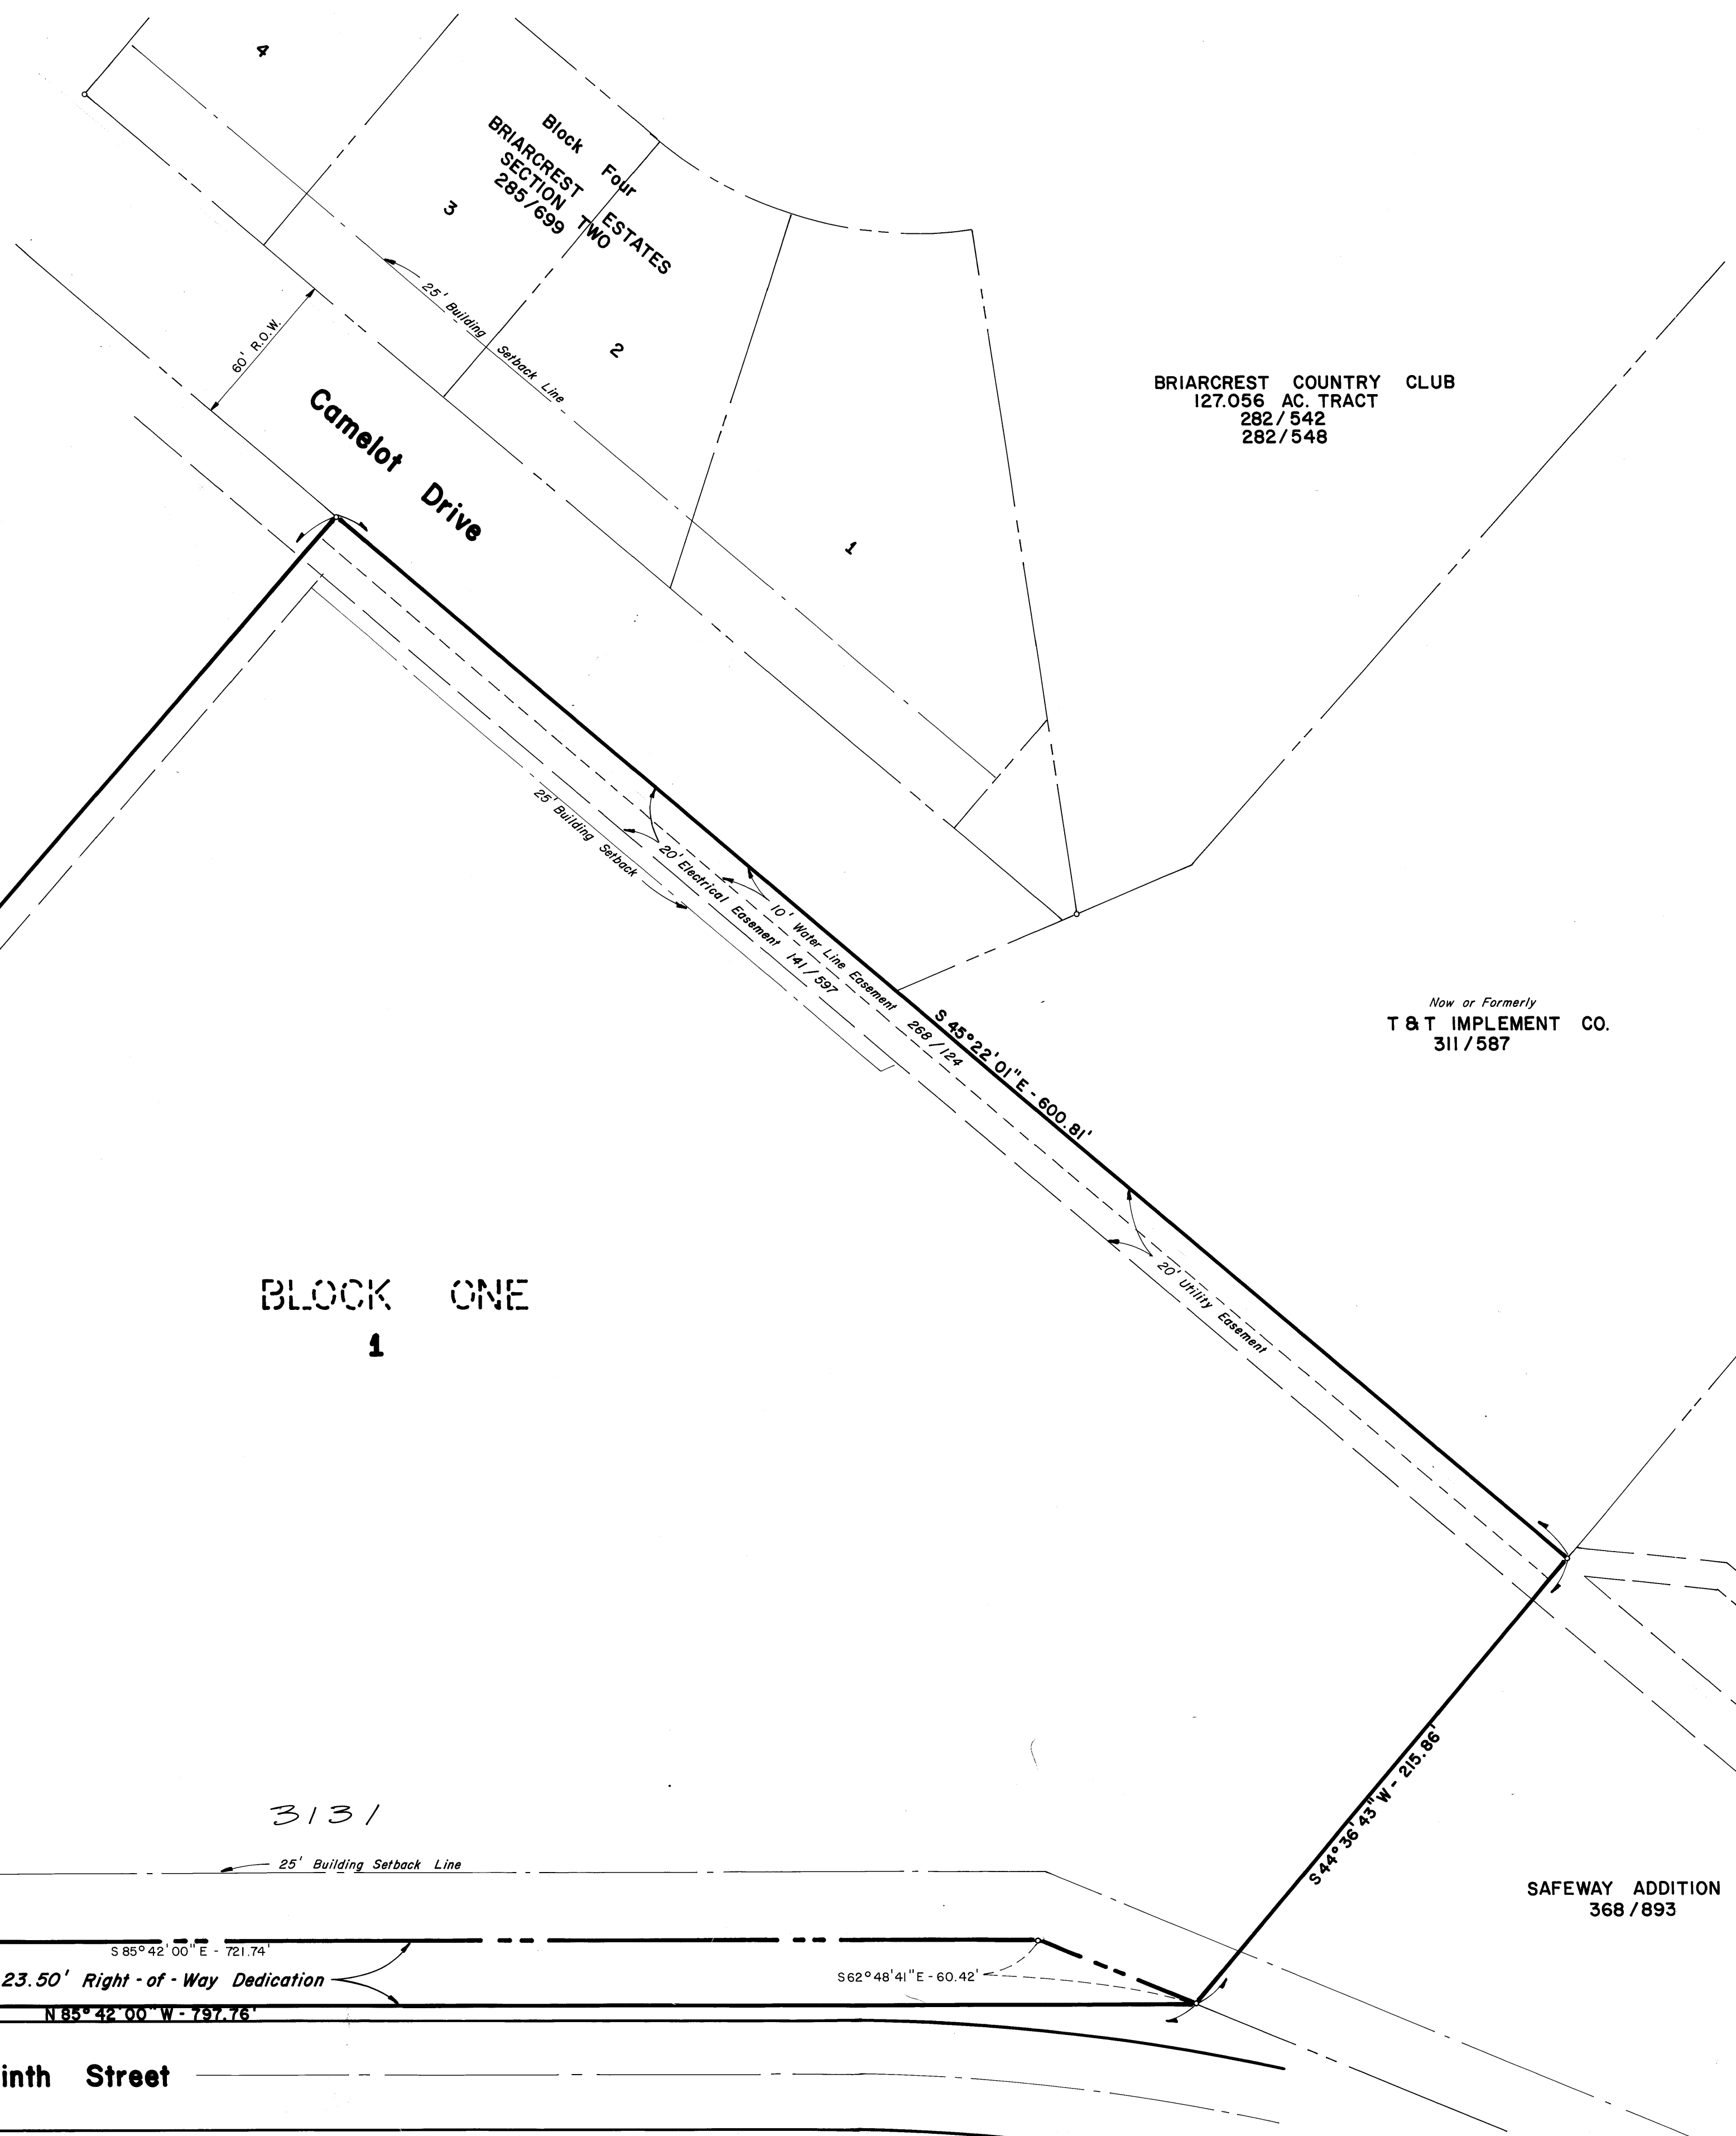 4
Block Four
BRIARCREST ESTATES
SECTION TWO
285/699
3
25' Building Setback Line
2
60' R.O.W.
Camelot Drive
1
BRIARCREST COUNTRY CLUB
127.056 AC. TRACT
282/542
282/548
25' Building Setback
20' Electrical Easement 141/597
10' Water Line Easement 268/124
S 45°22'01"E - 600.81'
Now or Formerly
T & T IMPLEMENT CO.
311/587
20' Utility Easement
BLOCK ONE
1
S 44°36'43"W - 215.86'
3131
25' Building Setback Line
SAFEWAY ADDITION
368/893
S 85°42'00"E - 721.74'
23.50' Right-of-Way Dedication
S 62°48'41"E - 60.42'
N 85°42'00"W - 797.76'
inth Street